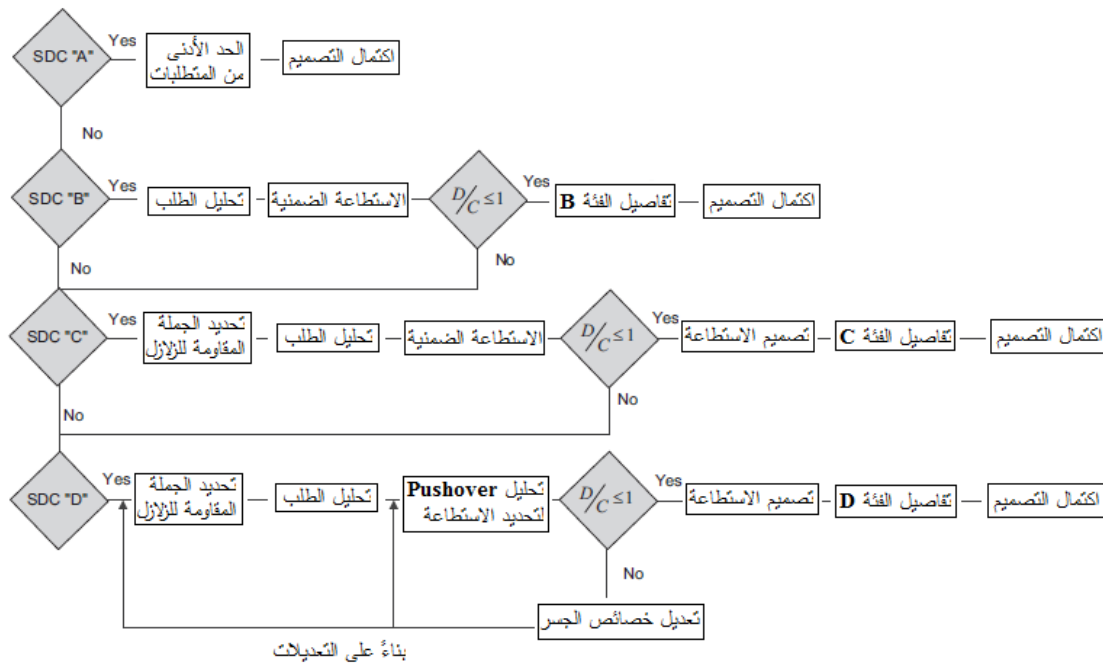 SDC "A"
Yes
الحد الأدنى
من المتطلبات
اكتمال التصميم
No
SDC "B"
Yes
تحليل الطلب
الاستطاعة الضمنية
D/C ≤1
Yes
تفاصيل الفئة B
اكتمال التصميم
No
No
SDC "C"
Yes
تحديد الجملة
المقاومة للزلازل
تحليل الطلب
الاستطاعة الضمنية
D/C ≤1
Yes
تصميم الاستطاعة
تفاصيل الفئة C
اكتمال التصميم
No
No
SDC "D"
Yes
تحديد الجملة
المقاومة للزلازل
تحليل الطلب
تحليل Pushover
لتحديد الاستطاعة
D/C ≤1
Yes
تصميم الاستطاعة
تفاصيل الفئة D
اكتمال التصميم
No
تعديل خصائص الجسر
بناءً على التعديلات